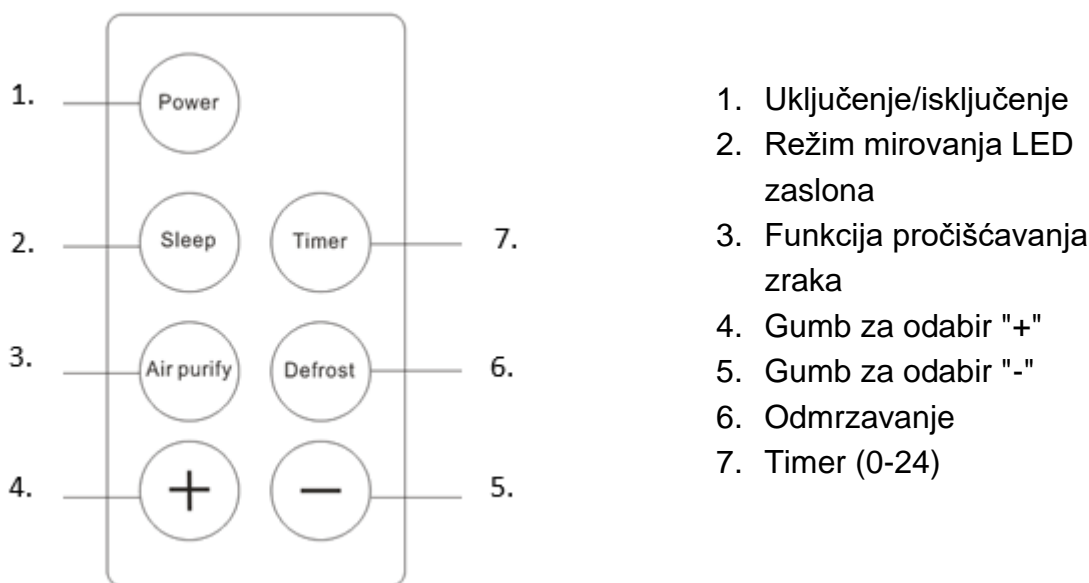 1.
Power
2.
Sleep
Timer
7.
3.
Air purify
Defrost
6.
4.
+
−
5.
1. Uključenje/isključenje
2. Režim mirovanja LED
zaslona
3. Funkcija pročišćavanja
zraka
4. Gumb za odabir "+"
5. Gumb za odabir "-"
6. Odmrzavanje
7. Timer (0-24)